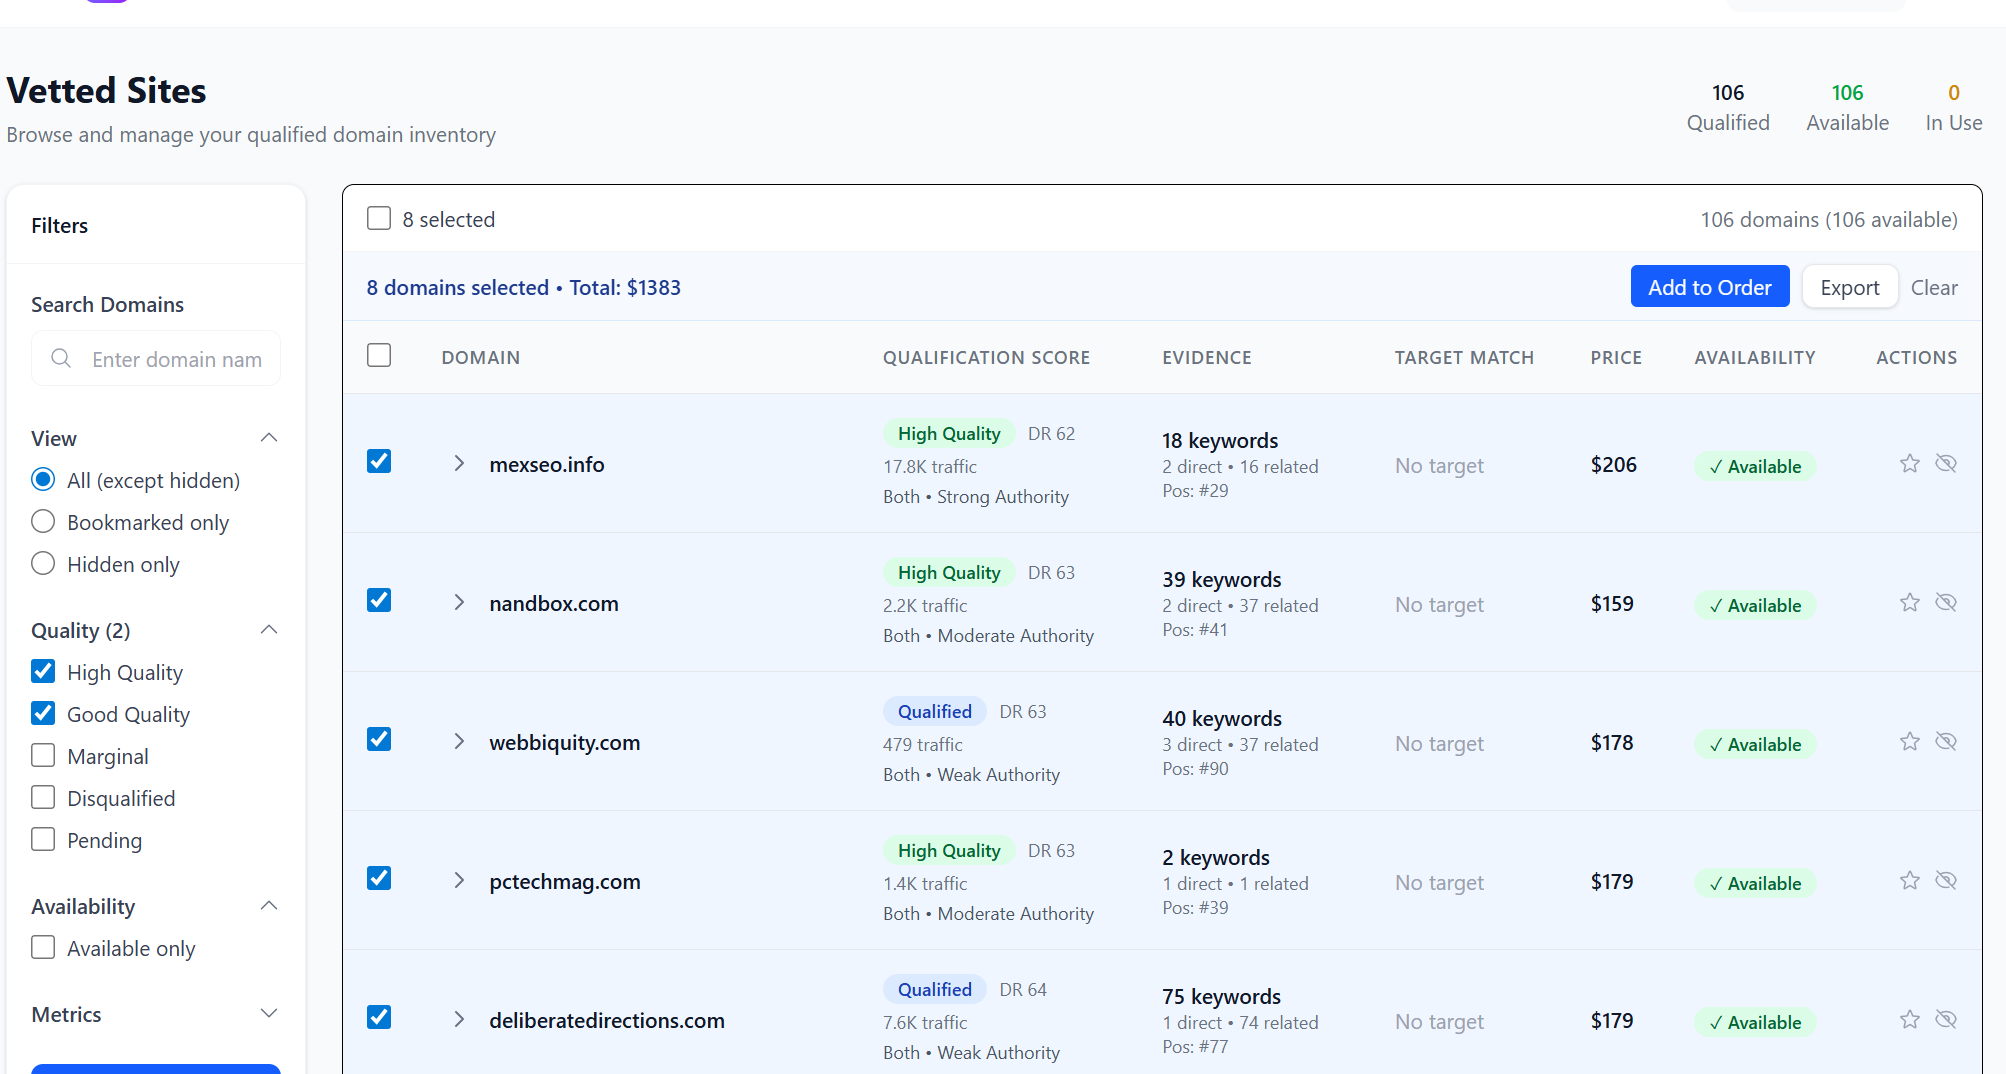 Vetted Sites
Browse and manage your qualified domain inventory
106
Qualified
106
Available
0
In Use
Filters
Search Domains
Enter domain nam
View
All (except hidden)
Bookmarked only
Hidden only
Quality (2)
High Quality
Good Quality
Marginal
Disqualified
Pending
Availability
Available only
Metrics
8 selected
106 domains (106 available)
8 domains selected • Total: $1383
Add to Order
Export
Clear
DOMAIN QUALIFICATION SCORE EVIDENCE TARGET MATCH PRICE AVAILABILITY ACTIONS
mexseo.info
High Quality DR 62
17.8K traffic
Both • Strong Authority
18 keywords
2 direct • 16 related
Pos: #29
No target
$206
✓ Available
nandbox.com
High Quality DR 63
2.2K traffic
Both • Moderate Authority
39 keywords
2 direct • 37 related
Pos: #41
No target
$159
✓ Available
webbiquity.com
Qualified DR 63
479 traffic
Both • Weak Authority
40 keywords
3 direct • 37 related
Pos: #90
No target
$178
✓ Available
pctechmag.com
High Quality DR 63
1.4K traffic
Both • Moderate Authority
2 keywords
1 direct • 1 related
Pos: #39
No target
$179
✓ Available
deliberatedirections.com
Qualified DR 64
7.6K traffic
Both • Weak Authority
75 keywords
1 direct • 74 related
Pos: #77
No target
$179
✓ Available